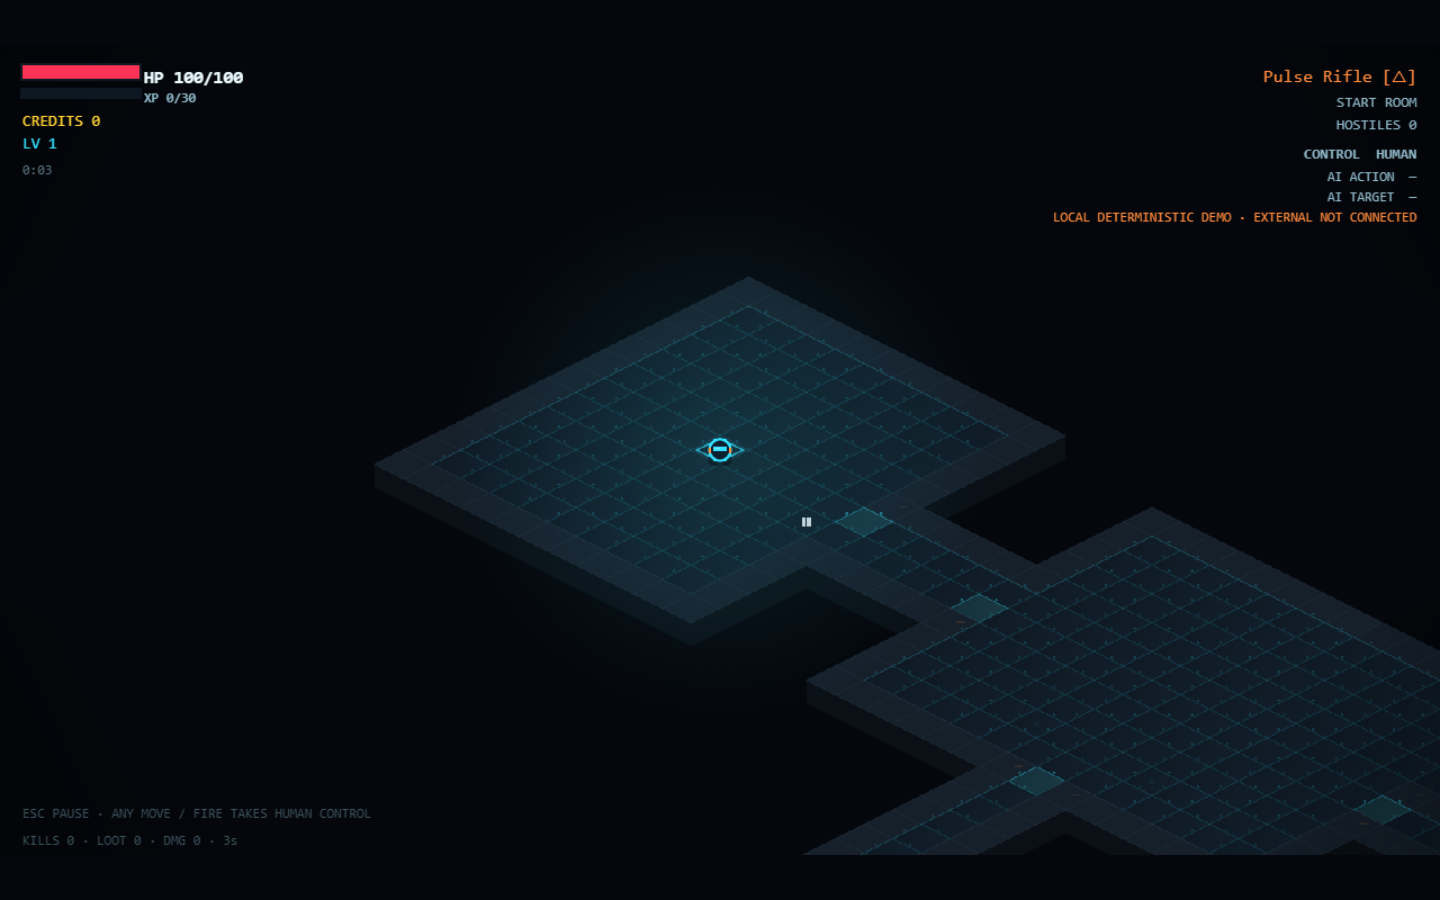 HP 100/100
XP 0/30
CREDITS 0
LV 1
0:03
Pulse Rifle [△]
START ROOM
HOSTILES 0
CONTROL HUMAN
AI ACTION —
AI TARGET —
LOCAL DETERMINISTIC DEMO · EXTERNAL NOT CONNECTED
ESC PAUSE · ANY MOVE / FIRE TAKES HUMAN CONTROL
KILLS 0 · LOOT 0 · DMG 0 · 3s